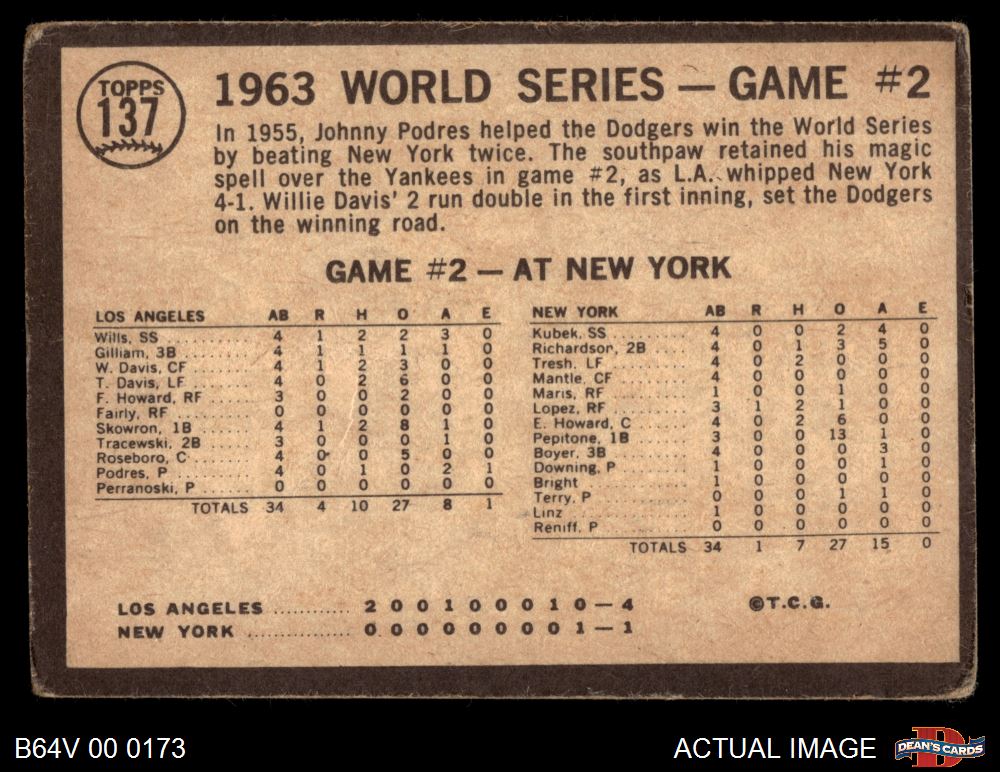 TOPPS
137
1963 WORLD SERIES — GAME #2
In 1955, Johnny Podres helped the Dodgers win the World Series
by beating New York twice. The southpaw retained his magic
spell over the Yankees in game #2, as L.A. whipped New York
4-1. Willie Davis' 2 run double in the first inning, set the Dodgers
on the winning road.
GAME #2 — AT NEW YORK
LOS ANGELES AB R H O A E
Wills, SS .......... 4 1 2 2 3 0
Gilliam, 3B ........ 4 1 1 1 1 0
W. Davis, CF ....... 4 1 2 3 0 0
T. Davis, LF ....... 4 0 2 6 0 0
F. Howard, RF ...... 3 0 0 2 0 0
Fairly, RF ......... 0 0 0 0 0 0
Skowron, 1B ........ 4 1 2 8 1 0
Tracewski, 2B ...... 3 0 0 0 1 0
Roseboro, C ........ 4 0 0 5 0 0
Podres, P .......... 4 0 1 0 2 1
Perranoski, P ...... 0 0 0 0 0 0
TOTALS 34 4 10 27 8 1
NEW YORK AB R H O A E
Kubek, SS .......... 4 0 0 2 4 0
Richardson, 2B ..... 4 0 1 3 5 0
Tresh, LF .......... 4 0 2 0 0 0
Mantle, CF ......... 4 0 0 0 0 0
Maris, RF .......... 1 0 0 1 0 0
Lopez, RF .......... 3 1 2 1 0 0
E. Howard, C ....... 4 0 2 6 0 0
Pepitone, 1B ....... 3 0 0 13 1 0
Boyer, 3B .......... 4 0 0 0 3 0
Downing, P ......... 1 0 0 0 1 0
Bright ............. 1 0 0 0 0 0
Terry, P ........... 0 0 0 1 1 0
Linz ............... 1 0 0 0 0 0
Reniff, P .......... 0 0 0 0 0 0
TOTALS 34 1 7 27 15 0
LOS ANGELES ........... 2 0 0 1 0 0 0 1 0 — 4
NEW YORK .............. 0 0 0 0 0 0 0 0 1 — 1
©T.C.G.
B64V 00 0173
ACTUAL IMAGE
DEAN'S CARDS